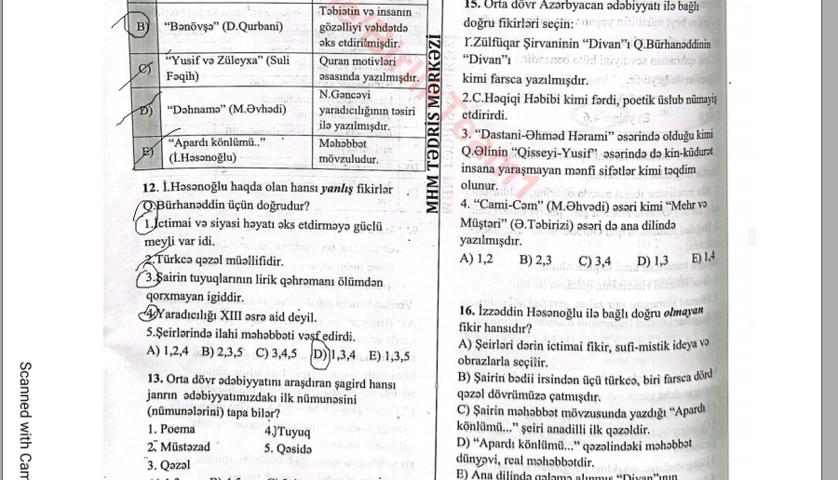 B) "Bənövşə" (D.Qurbani)
Təbiətin və insanın
gözəlliyi vəhdətdə
əks etdirilmişdir.
C) "Yusif və Züleyxa" (Suli
Fəqih)
Quran motivləri
əsasında yazılmışdır.
D) "Dəhnamə" (M.Əvhədi)
N.Gəncəvi
yaradıcılığının təsiri
ilə yazılmışdır.
E) "Apardı könlümü.."
(İ.Həsənoğlu)
Məhəbbət
mövzuludur.
12. İ.Həsənoğlu haqda olan hansı yanlış fikirlər
Q.Bürhanəddin üçün doğrudur?
1.İctimai və siyasi həyatı əks etdirməyə güclü
meyli var idi.
2.Türkcə qəzəl müəllifidir.
3.Şairin tuyuqlarının lirik qəhrəmanı ölümdən
qorxmayan igiddir.
4.Yaradıcılığı XIII əsrə aid deyil.
5.Şeirlərində ilahi məhəbbəti vəsf edirdi.
A) 1,2,4 B) 2,3,5 C) 3,4,5 D) 1,3,4 E) 1,3,5
13. Orta dövr ədəbiyyatını araşdıran şagird hansı
janrın ədəbiyyatımızdakı ilk nümunəsini
(nümunələrini) tapa bilər?
1. Poema 4.Tuyuq
2. Müstəzad 5. Qəsidə
3. Qəzəl
MHM TƏDRİS MƏRKƏZİ
15. Orta dövr Azərbaycan ədəbiyyatı ilə bağlı
doğru fikirləri seçin:
1.Zülfüqar Şirvaninin "Divan"ı Q.Bürhanəddinin
"Divan"ı
kimi farsca yazılmışdır.
2.C.Həqiqi Həbibi kimi fərdi, poetik üslub nümayiş
etdirirdi.
3. "Dastani-Əhməd Hərami" əsərində olduğu kimi
Q.Əlinin "Qisseyi-Yusif" əsərində də kin-küdurət
insana yaraşmayan mənfi sifətlər kimi təqdim
olunur.
4. "Cami-Cəm" (M.Əhvədi) əsəri kimi "Mehr və
Müştəri" (Ə.Təbirizi) əsəri də ana dilində
yazılmışdır.
A) 1,2 B) 2,3 C) 3,4 D) 1,3 E) 1,4
16. İzzəddin Həsənoğlu ilə bağlı doğru olmayan
fikir hansıdır?
A) Şeirləri dərin ictimai fikir, sufi-mistik ideya və
obrazlarla seçilir.
B) Şairin bədii irsindən üçü türkcə, biri farsca dörd
qəzəl dövrümüzə çatmışdır.
C) Şairin məhəbbət mövzusunda yazdığı "Apardı
könlümü..." şeiri anadilli ilk qəzəldir.
D) "Apardı könlümü..." qəzəlindəki məhəbbət
dünyəvi, real məhəbbətdir.
E) Ana dilində qələmə alınmış "Divan"ının
Scanned with Cam